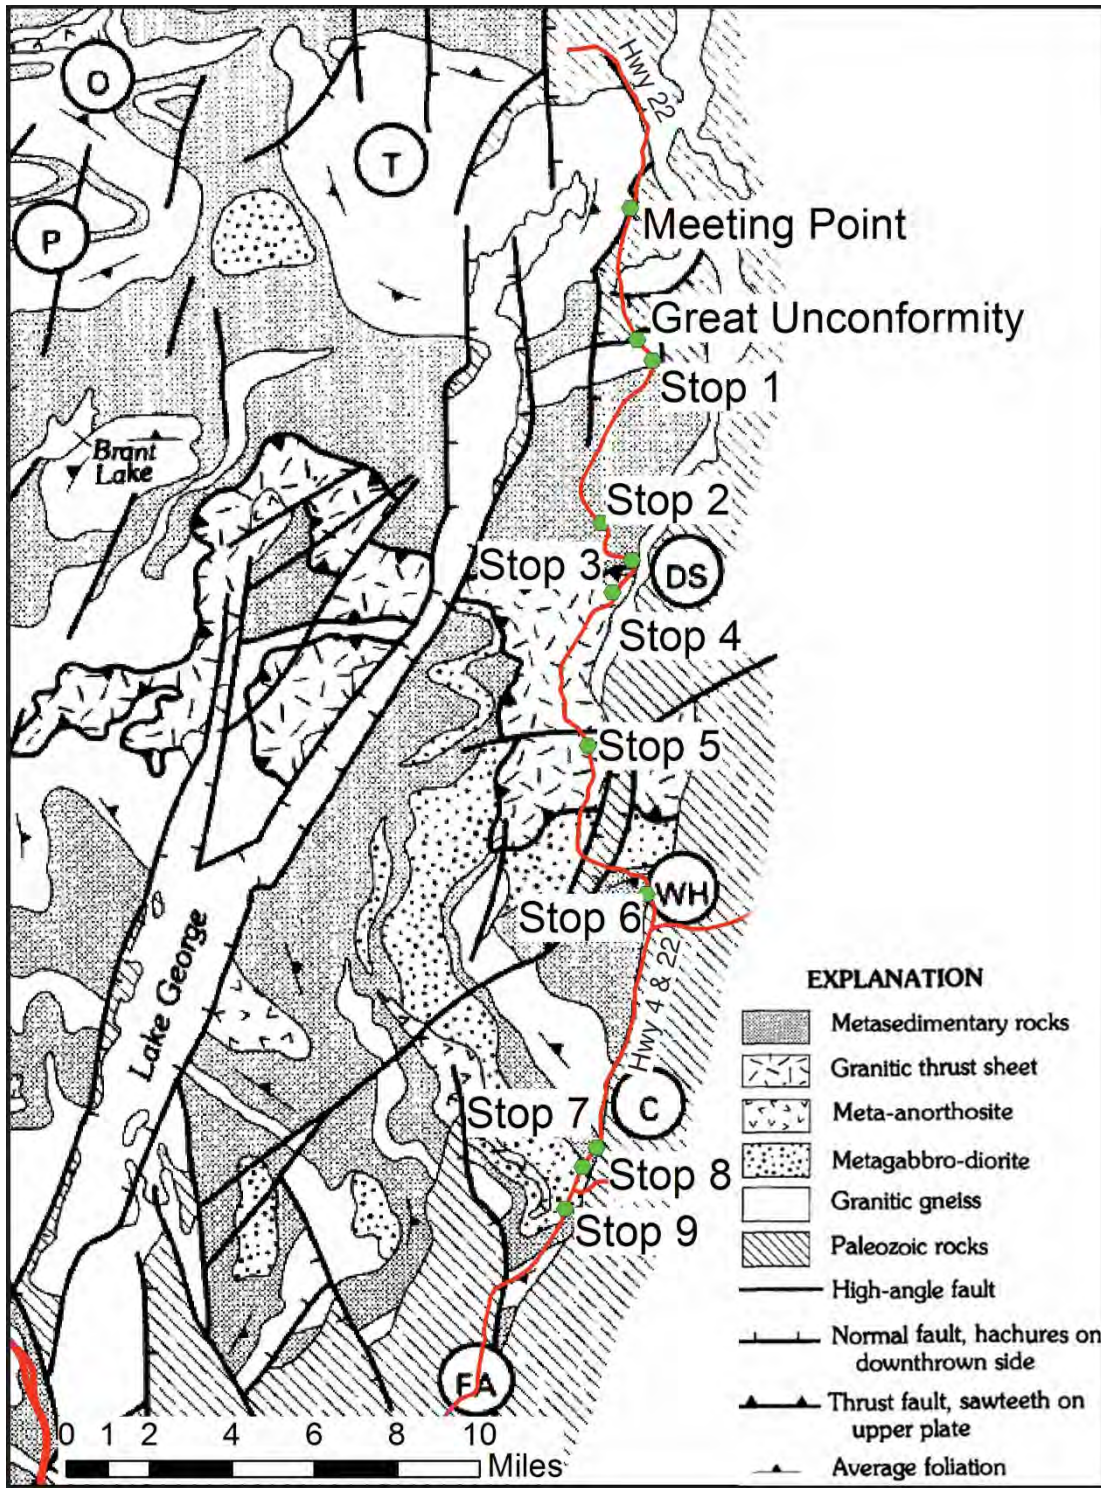 Hwy 22
O
T
P
Meeting Point
Great Unconformity
Stop 1
Brant
Lake
Stop 2
Stop 3
DS
Stop 4
Stop 5
WH
Stop 6
Lake George
Hwy 4 & 22
C
Stop 7
Stop 8
Stop 9
FA
0 1 2 4 6 8 10
Miles
EXPLANATION
Metasedimentary rocks
Granitic thrust sheet
Meta-anorthosite
Metagabbro-diorite
Granitic gneiss
Paleozoic rocks
High-angle fault
Normal fault, hachures on
downthrown side
Thrust fault, sawteeth on
upper plate
Average foliation